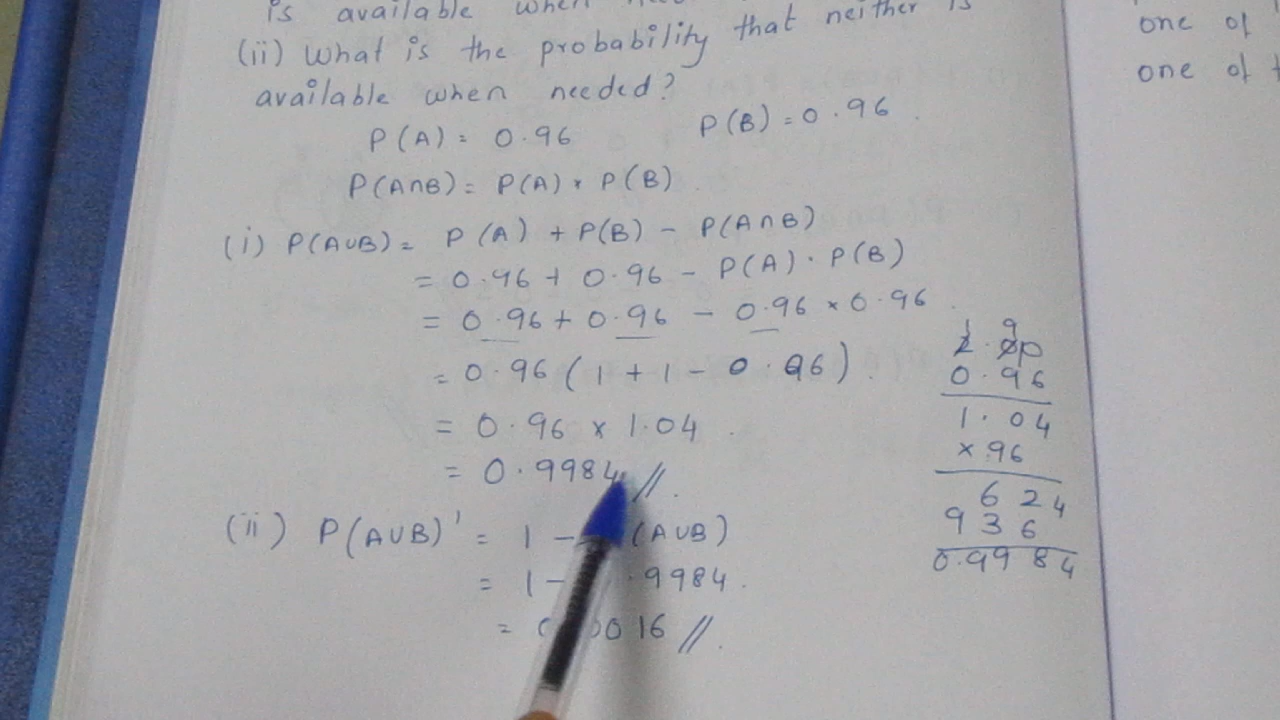 is available when
(ii) What is the probability that neither is
available when needed?
P(A) = 0.96 P(B) = 0.96
P(A∩B) = P(A) × P(B)
(i) P(A∪B) = P(A) + P(B) - P(A∩B)
= 0.96 + 0.96 - P(A) . P(B)
= 0.96 + 0.96 - 0.96 × 0.96
= 0.96 (1 + 1 - 0.96)
= 0.96 × 1.04
= 0.9984 //
(ii) P(A∪B)' = 1 - (A∪B)
= 1 - .9984
= 016 //
0.96
1.04
× .96
624
936
0.9984
one of
one of